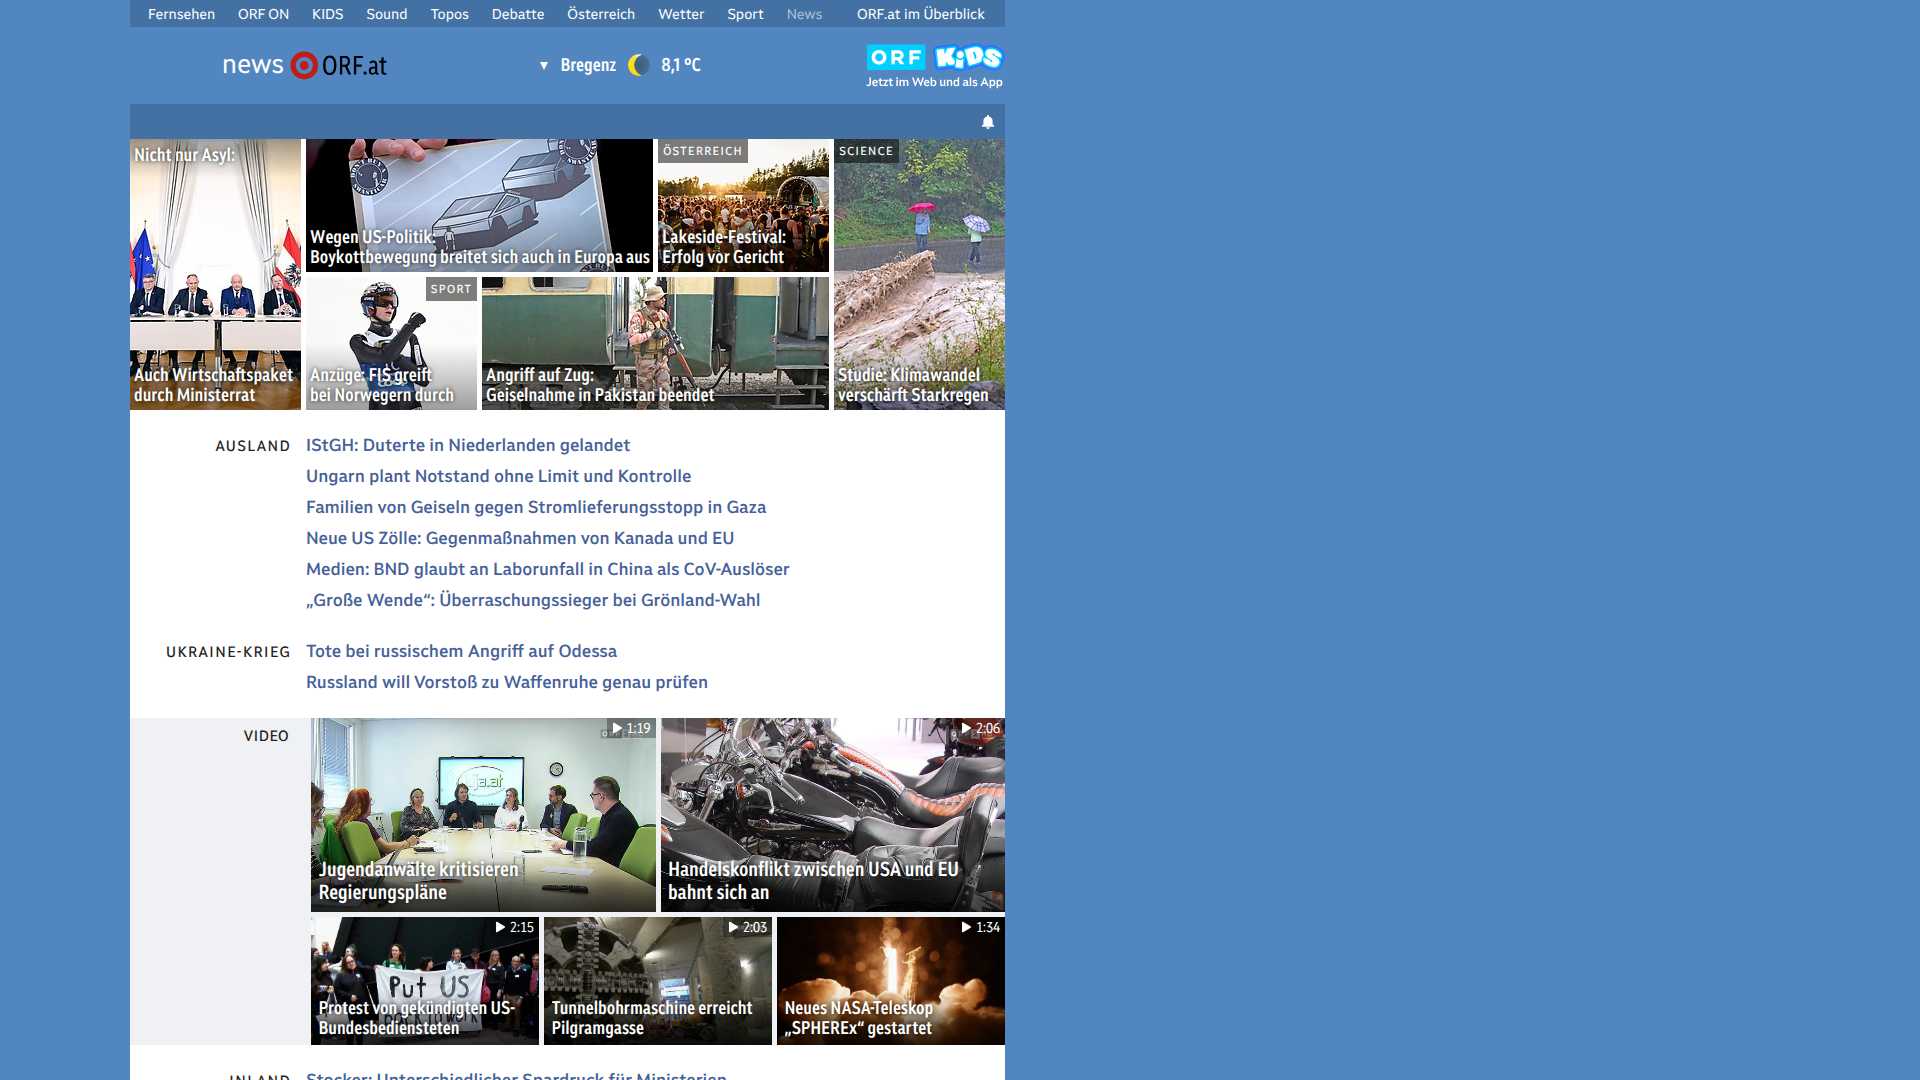 Fernsehen ORF ON KIDS Sound Topos Debatte Österreich Wetter Sport News ORF.at im Überblick
news ORF.at
Bregenz 8,1 °C
ORF KiDS
Jetzt im Web und als App
Nicht nur Asyl:
Auch Wirtschaftspaket
durch Ministerrat
Wegen US-Politik:
Boykottbewegung breitet sich auch in Europa aus
ÖSTERREICH
Lakeside-Festival:
Erfolg vor Gericht
SCIENCE
Studie: Klimawandel
verschärft Starkregen
SPORT
Anzüge: FIS greift
bei Norwegern durch
Angriff auf Zug:
Geiselnahme in Pakistan beendet
AUSLAND
IStGH: Duterte in Niederlanden gelandet
Ungarn plant Notstand ohne Limit und Kontrolle
Familien von Geiseln gegen Stromlieferungsstopp in Gaza
Neue US Zölle: Gegenmaßnahmen von Kanada und EU
Medien: BND glaubt an Laborunfall in China als CoV-Auslöser
„Große Wende“: Überraschungssieger bei Grönland-Wahl
UKRAINE-KRIEG
Tote bei russischem Angriff auf Odessa
Russland will Vorstoß zu Waffenruhe genau prüfen
VIDEO
1:19
ja.at
Jugendanwälte kritisieren
Regierungspläne
2:06
Handelskonflikt zwischen USA und EU
bahnt sich an
2:15
Put US
Protest von gekündigten US-
Bundesbediensteten
2:03
Tunnelbohrmaschine erreicht
Pilgramgasse
1:34
Neues NASA-Teleskop
„SPHEREx“ gestartet
INLAND
Stocker: Unterschiedlicher Spardruck für Ministerien